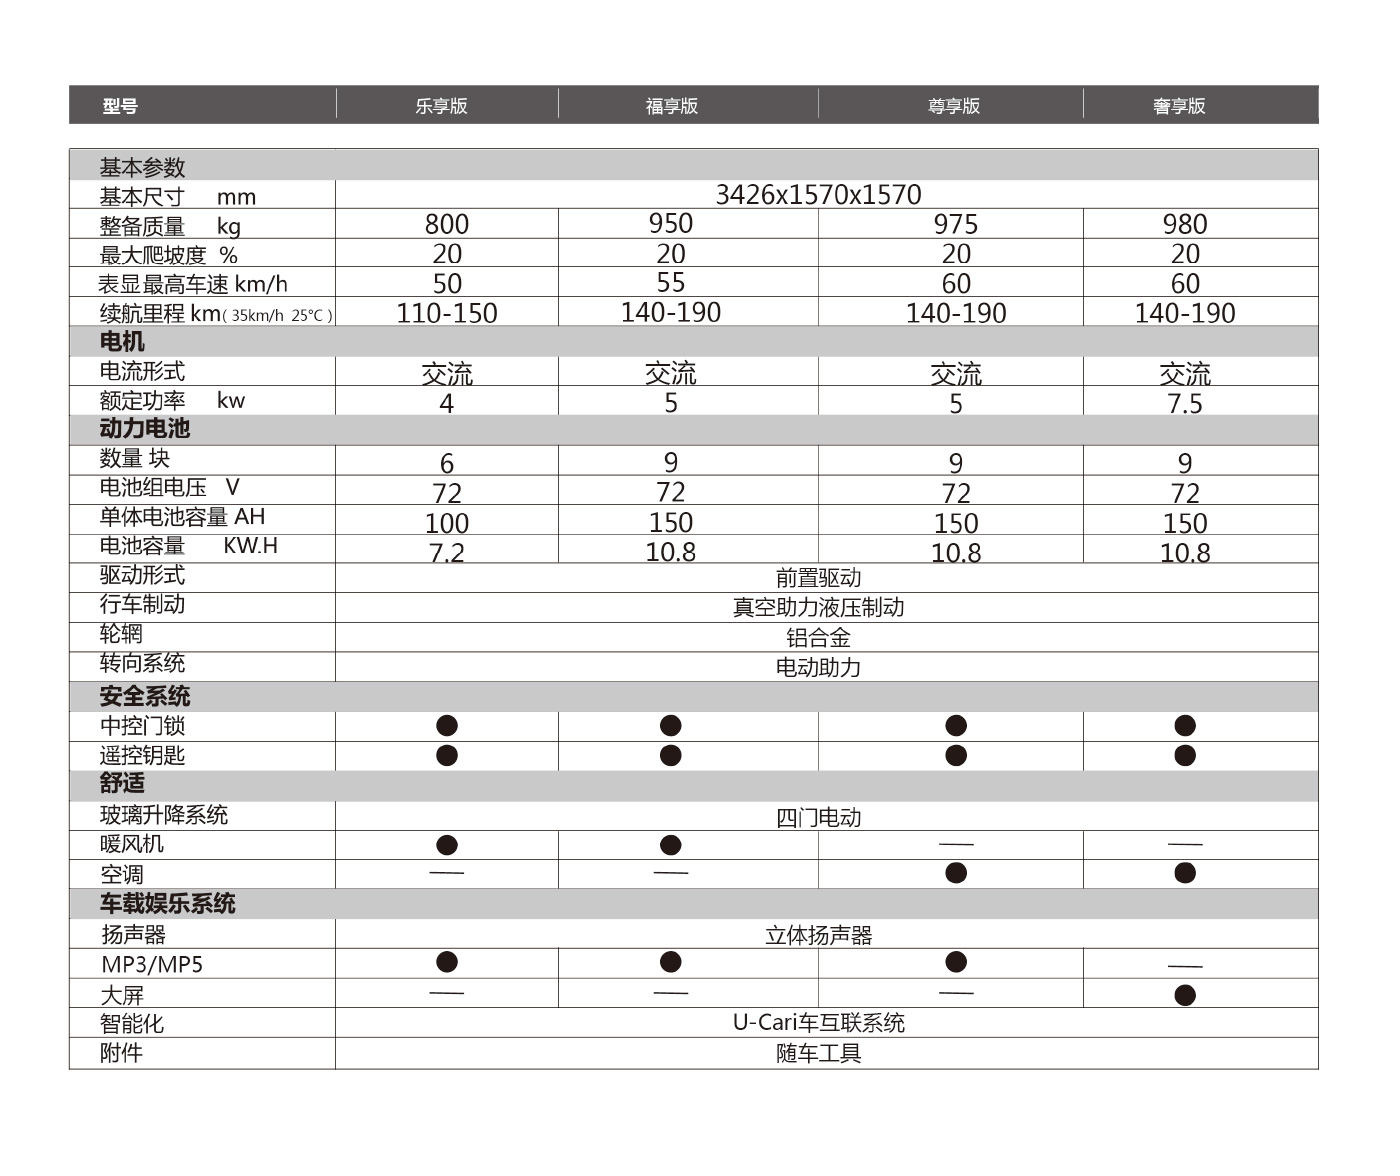 型号 乐享版 福享版 尊享版 奢享版
基本参数
基本尺寸 mm 3426x1570x1570
整备质量 kg 800 950 975 980
最大爬坡度 % 20 20 20 20
表显最高车速 km/h 50 55 60 60
续航里程 km( 35km/h 25°C ) 110-150 140-190 140-190 140-190
电机
电流形式 交流 交流 交流 交流
额定功率 kw 4 5 5 7.5
动力电池
数量 块 6 9 9 9
电池组电压 V 72 72 72 72
单体电池容量 AH 100 150 150 150
电池容量 KW.H 7.2 10.8 10.8 10.8
驱动形式 前置驱动
行车制动 真空助力液压制动
轮辋 铝合金
转向系统 电动助力
安全系统
中控门锁 ● ● ● ●
遥控钥匙 ● ● ● ●
舒适
玻璃升降系统 四门电动
暖风机 ● ● — —
空调 — — ● ●
车载娱乐系统
扬声器 立体扬声器
MP3/MP5 ● ● ● —
大屏 — — — ●
智能化 U-Cari车互联系统
附件 随车工具